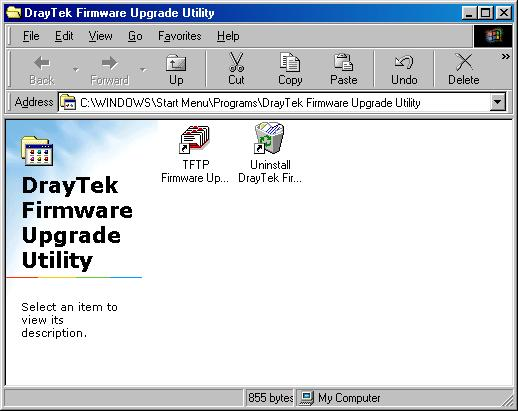 DrayTek Firmware Upgrade Utility
File Edit View Go Favorites Help
Back Forward Up Cut Copy Paste Undo Delete »
Address C:\WINDOWS\Start Menu\Programs\DrayTek Firmware Upgrade Utility
DrayTek
Firmware
Upgrade
Utility
Select an item to
view its
description.
TFTP
Firmware Up...
Uninstall
DrayTek Fir...
855 bytes My Computer